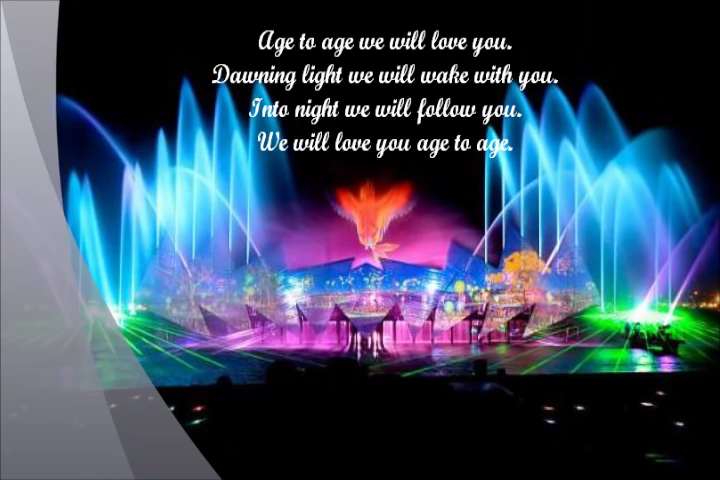 Age to age we will love you.
Dawning light we will wake with you.
Into night we will follow you.
We will love you age to age.